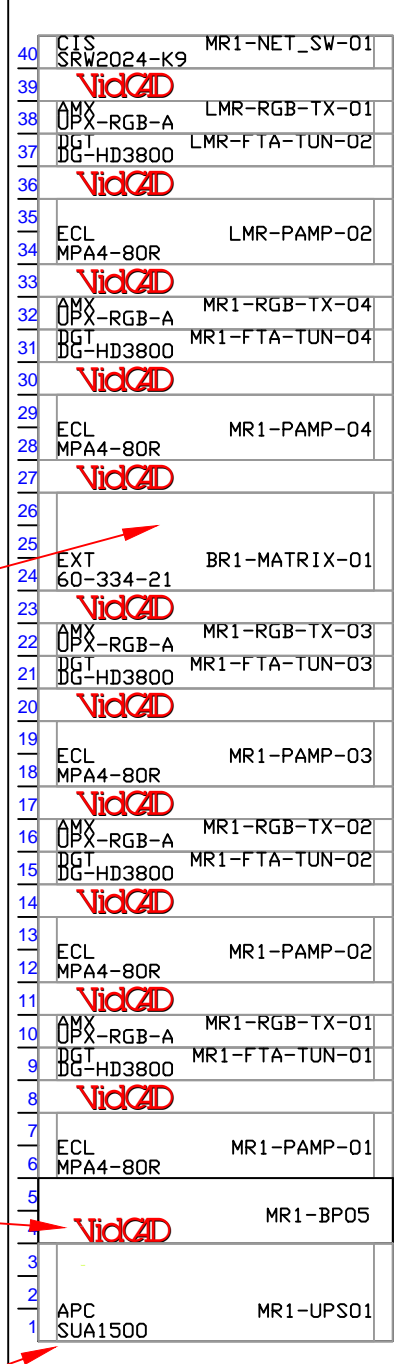 40 CIS MR1-NET_SW-01
SRW2024-K9
39 VidCAD
38 AMX LMR-RGB-TX-01
UPX-RGB-A
37 DGT LMR-FTA-TUN-02
DG-HD3800
36 VidCAD
35
34 ECL LMR-PAMP-02
MPA4-80R
33 VidCAD
32 AMX MR1-RGB-TX-04
UPX-RGB-A
31 DGT MR1-FTA-TUN-04
DG-HD3800
30 VidCAD
29
28 ECL MR1-PAMP-04
MPA4-80R
27 VidCAD
26
25
24 EXT BR1-MATRIX-01
60-334-21
23 VidCAD
22 AMX MR1-RGB-TX-03
UPX-RGB-A
21 DGT MR1-FTA-TUN-03
DG-HD3800
20 VidCAD
19
18 ECL MR1-PAMP-03
MPA4-80R
17 VidCAD
16 AMX MR1-RGB-TX-02
UPX-RGB-A
15 DGT MR1-FTA-TUN-02
DG-HD3800
14 VidCAD
13
12 ECL MR1-PAMP-02
MPA4-80R
11 VidCAD
10 AMX MR1-RGB-TX-01
UPX-RGB-A
9 DGT MR1-FTA-TUN-01
DG-HD3800
8 VidCAD
7
6 ECL MR1-PAMP-01
MPA4-80R
5 MR1-BP05
4 VidCAD
3
2
1 APC MR1-UPS01
SUA1500